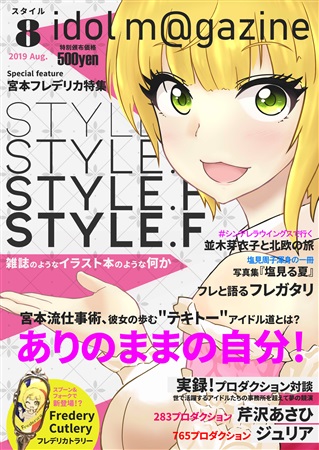 スタイル
8
idol m@gazine
2019 Aug.
特別頒布価格
500yen
Special feature
宮本フレデリカ特集
STYLE.
STYLE.
STYLE.F
STYLE.F
雑誌のようなイラスト本のような何か
#シンデレラウイングスで行く
並木芽衣子と北欧の旅
塩見周子渾身の一冊
写真集『塩見る夏』
フレと語るフレガタリ
宮本流仕事術、彼女の歩む"テキトー"アイドル道とは?
ありのままの自分!
実録!プロダクション対談
世で活躍するアイドルたちの事務所を超えて夢の競演
283プロダクション 芹沢あさひ
765プロダクション ジュリア
スプーン&
フォークで
新登場!?
Fredery
Cutlery
フレデリカトラリー